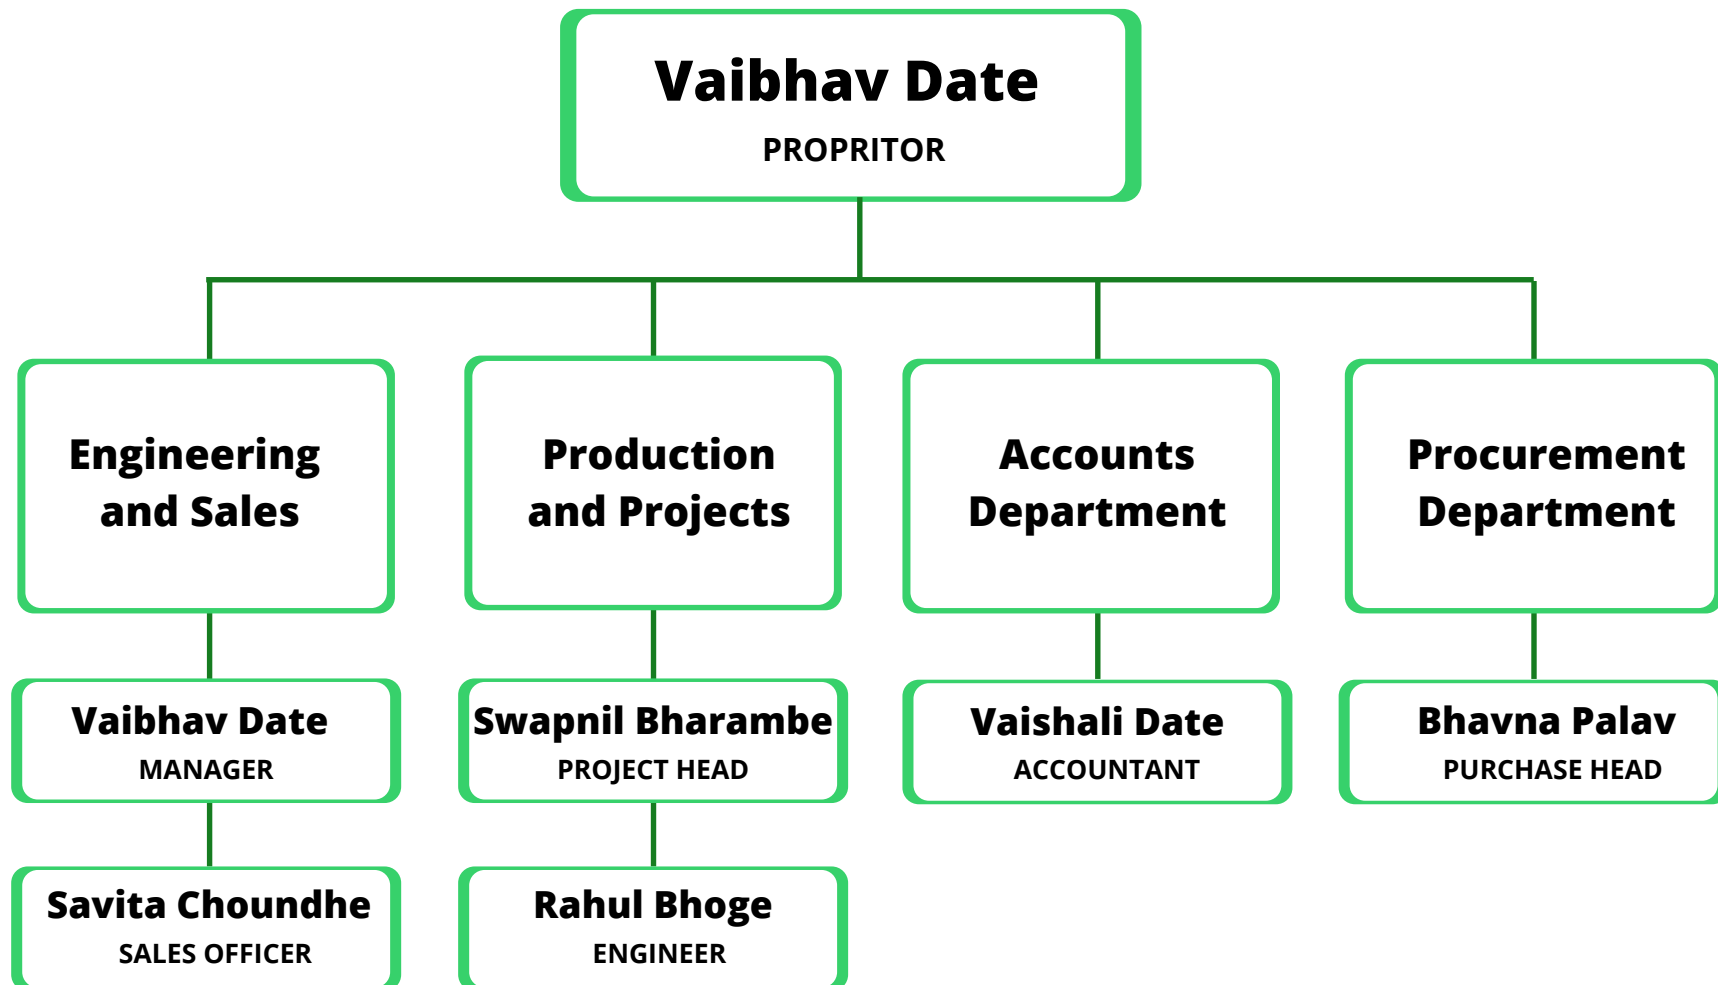 Vaibhav Date
PROPRITOR
Engineering
and Sales
Production
and Projects
Accounts
Department
Procurement
Department
Vaibhav Date
MANAGER
Swapnil Bharambe
PROJECT HEAD
Vaishali Date
ACCOUNTANT
Bhavna Palav
PURCHASE HEAD
Savita Choundhe
SALES OFFICER
Rahul Bhoge
ENGINEER